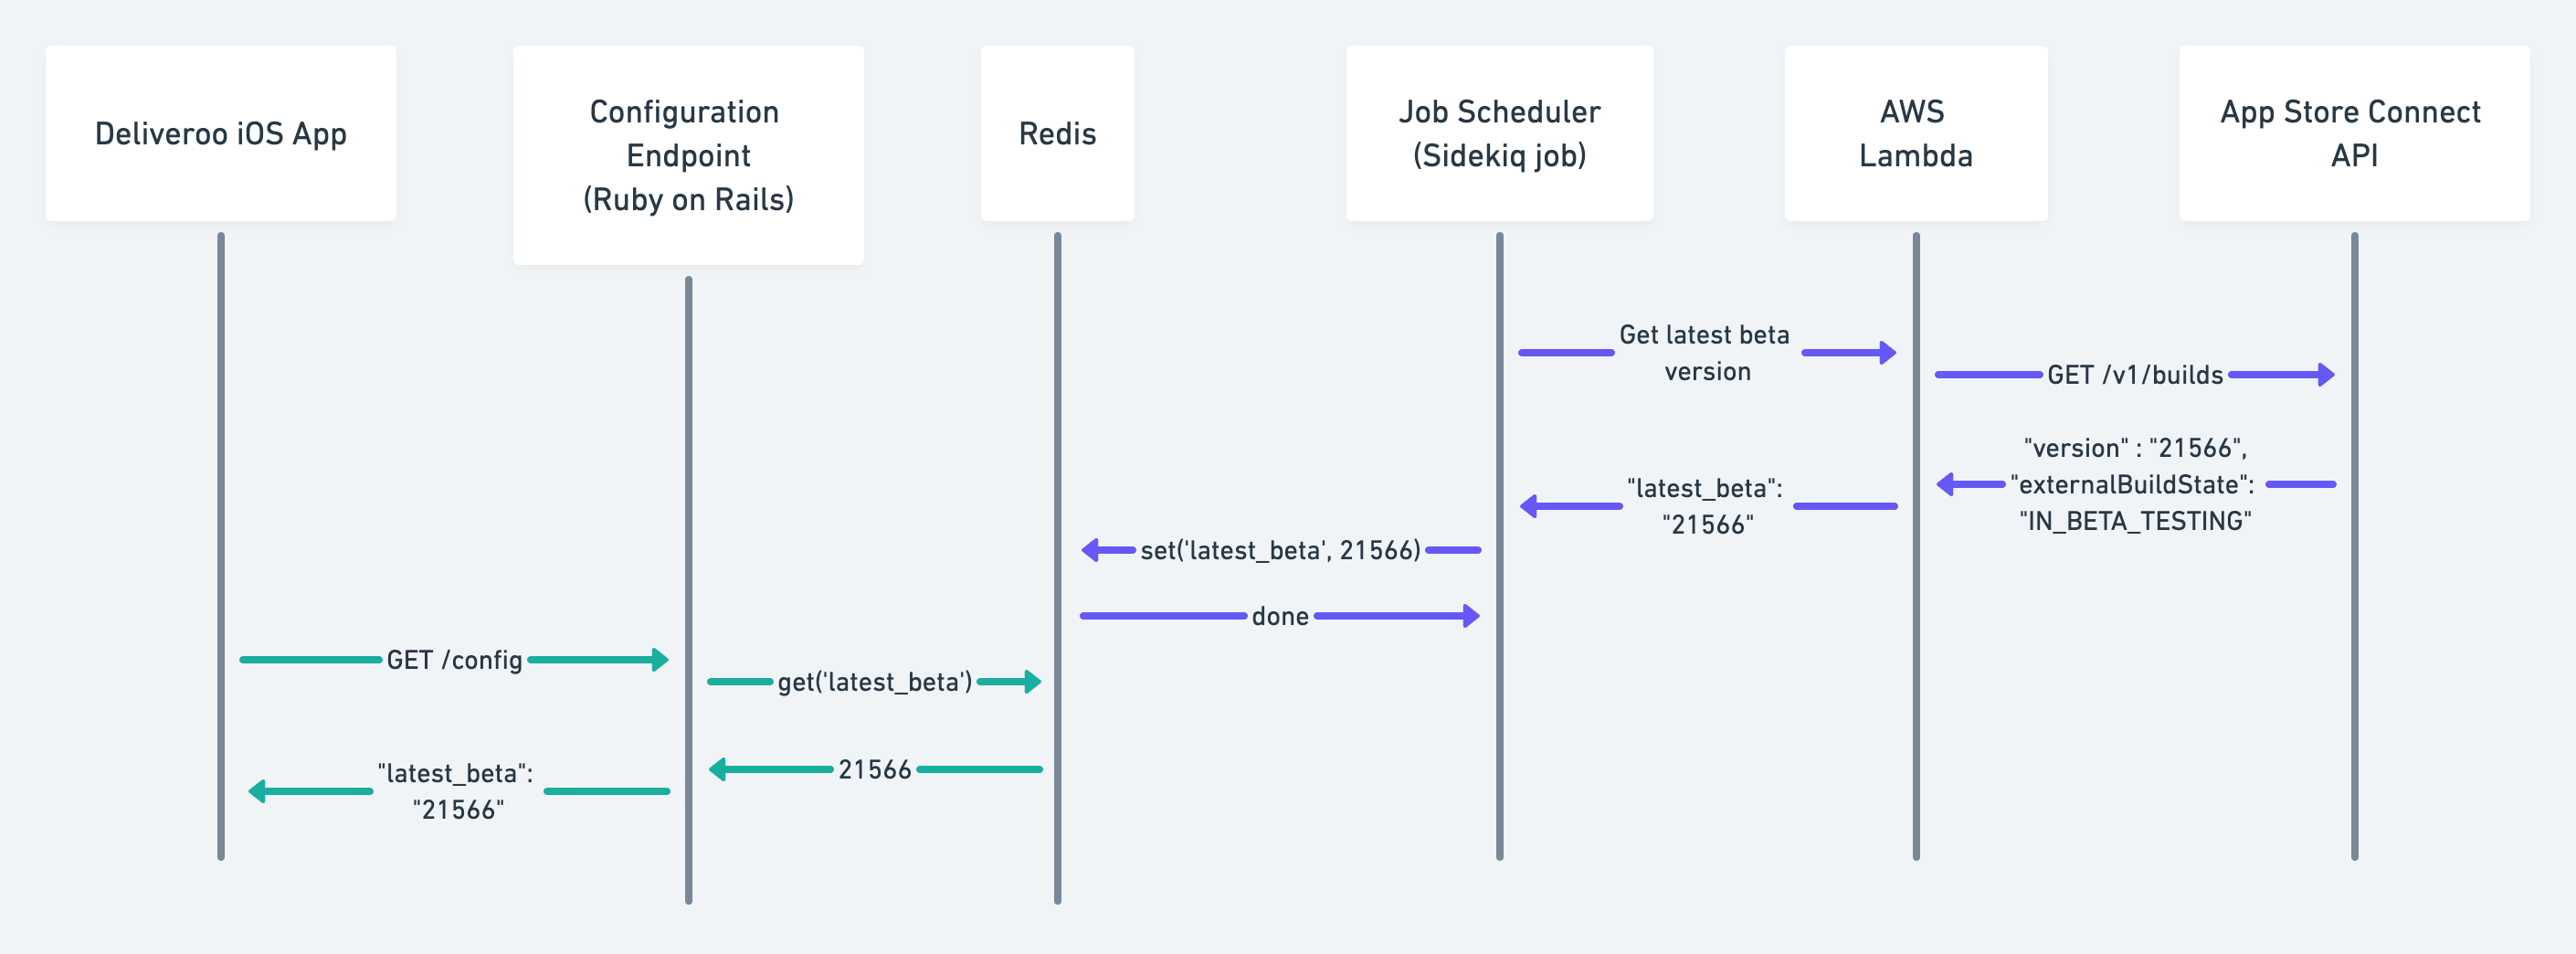 Deliveroo iOS App
Configuration
Endpoint
(Ruby on Rails)
Redis
Job Scheduler
(Sidekiq job)
AWS
Lambda
App Store Connect
API
Get latest beta
version
GET /v1/builds
"version" : "21566",
"externalBuildState":
"IN_BETA_TESTING"
"latest_beta":
"21566"
set('latest_beta', 21566)
done
GET /config
get('latest_beta')
21566
"latest_beta":
"21566"